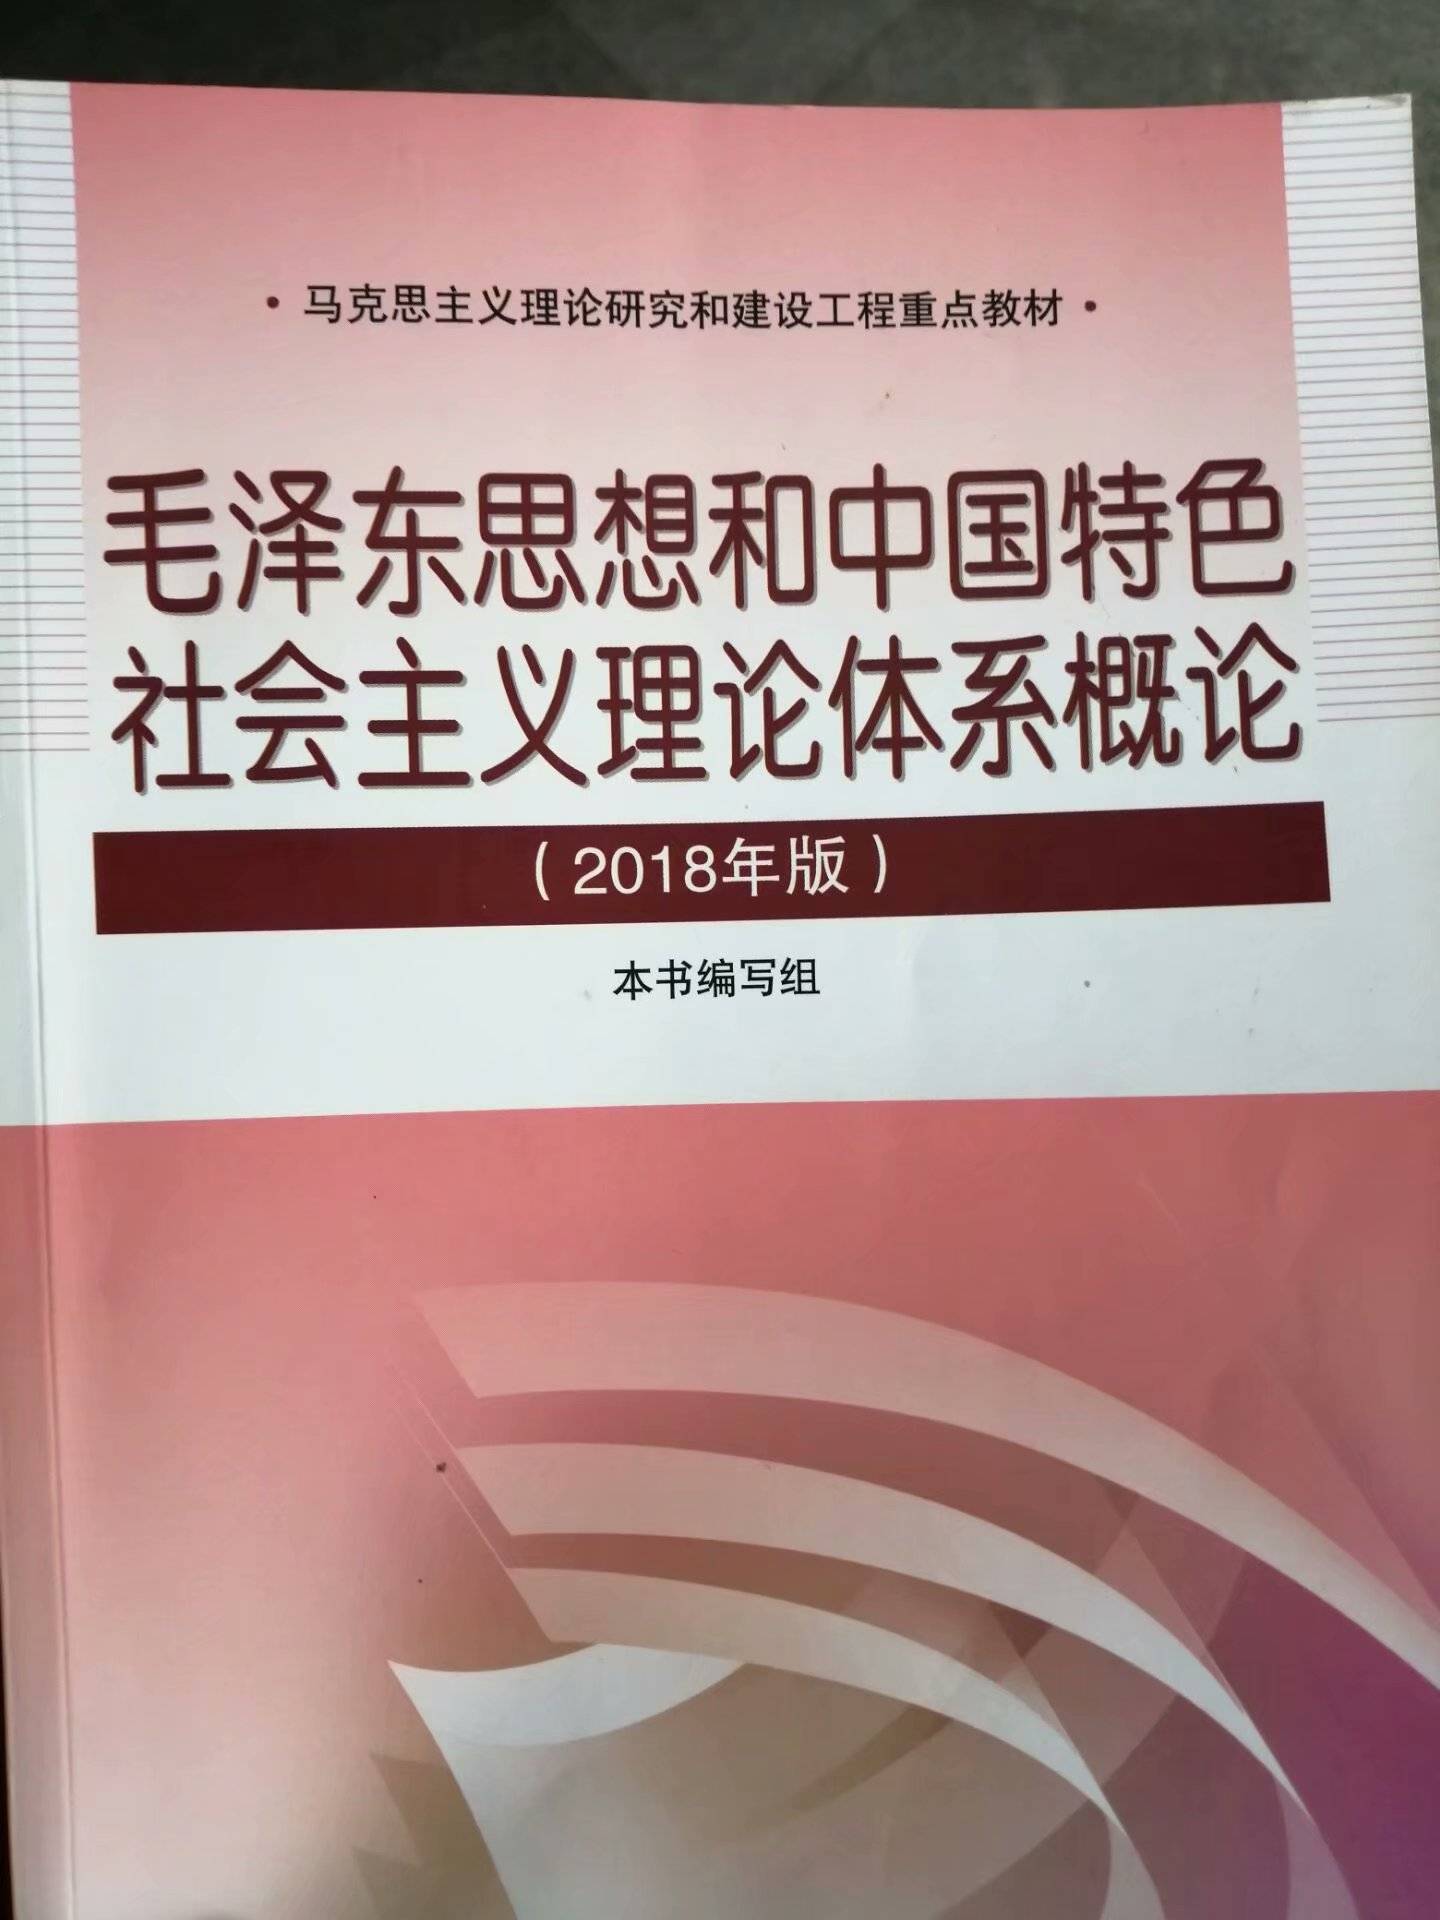 ·马克思主义理论研究和建设工程重点教材·
毛泽东思想和中国特色
社会主义理论体系概论
（2018年版）
本书编写组